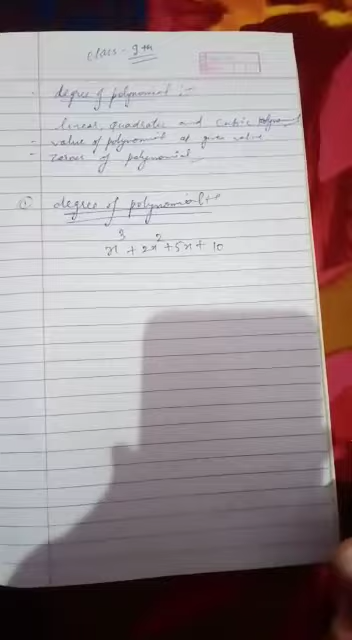 class - 9th
- degree of polynomial :-
linear, quadratic and cubic polynomial
- value of polynomial at give value
- zeroes of polynomial
① degree of polynomial :-
x³ + 2x² + 5x + 10